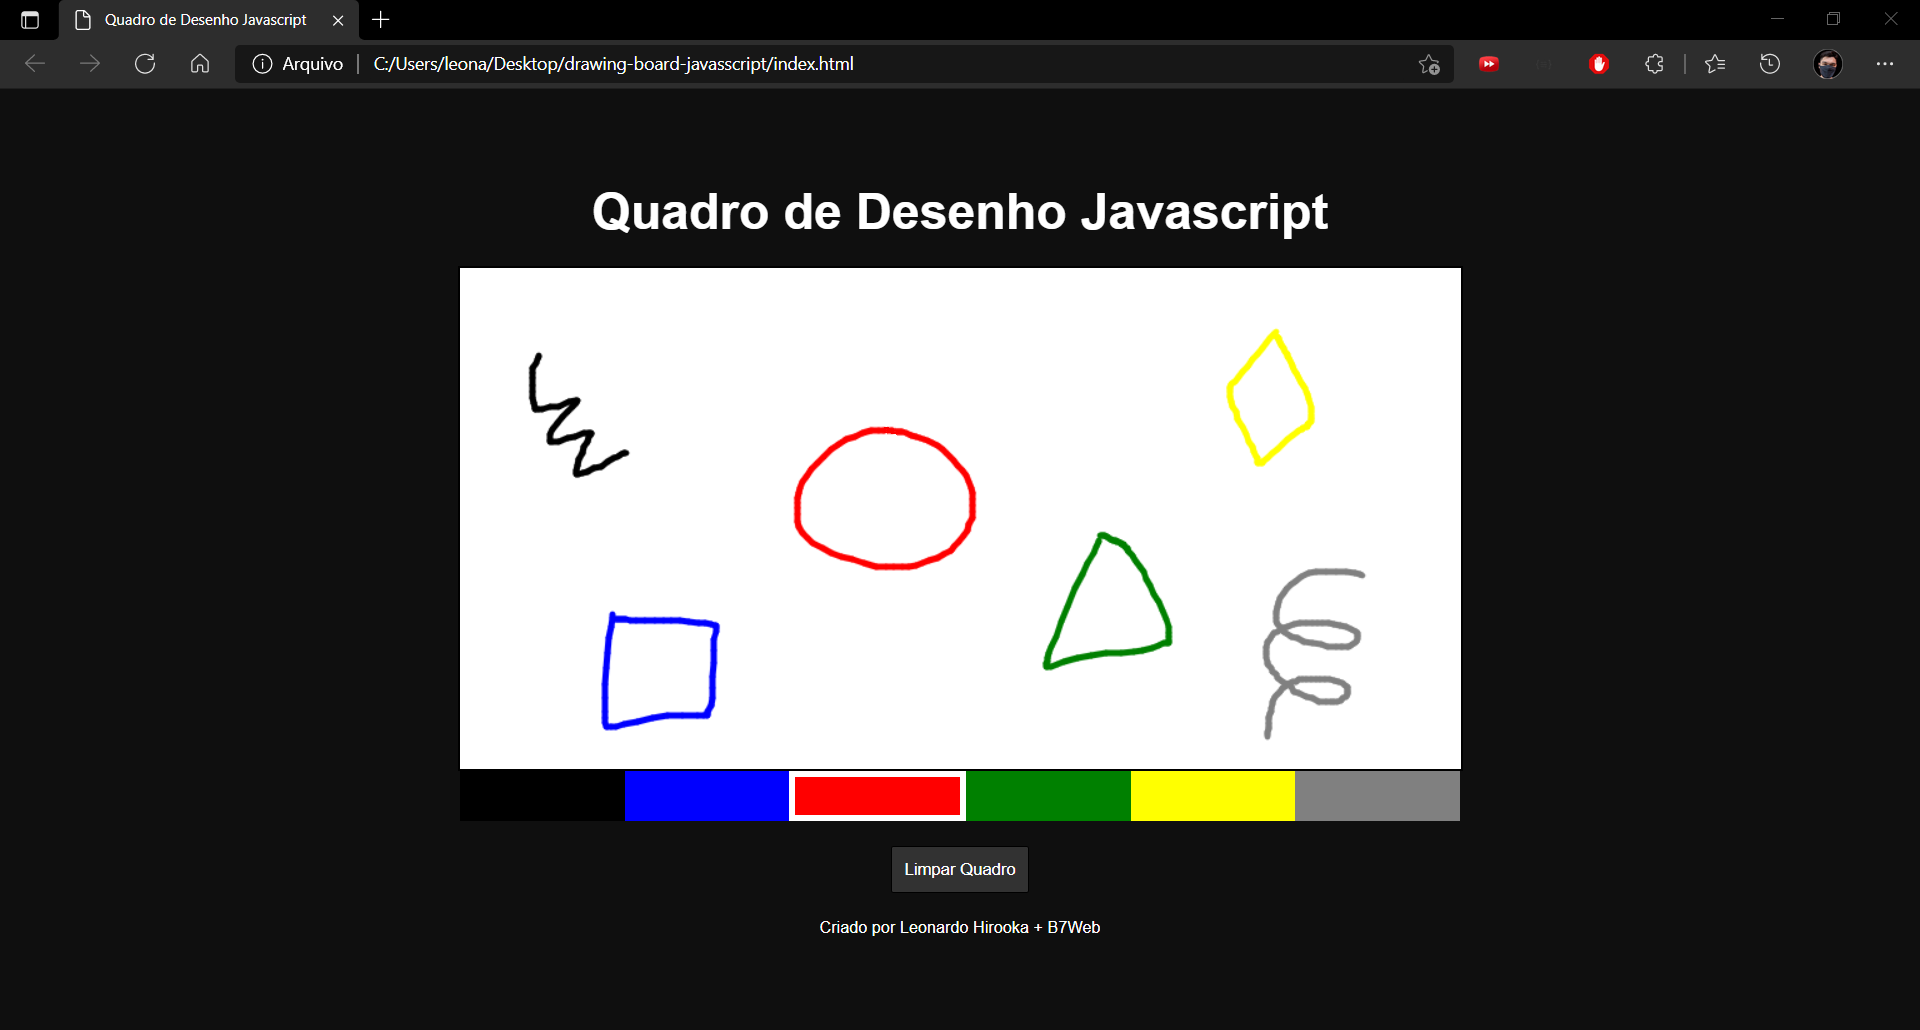 Quadro de Desenho Javascript
Arquivo
C:/Users/leona/Desktop/drawing-board-javasscript/index.html
Quadro de Desenho Javascript
Limpar Quadro
Criado por Leonardo Hirooka + B7Web